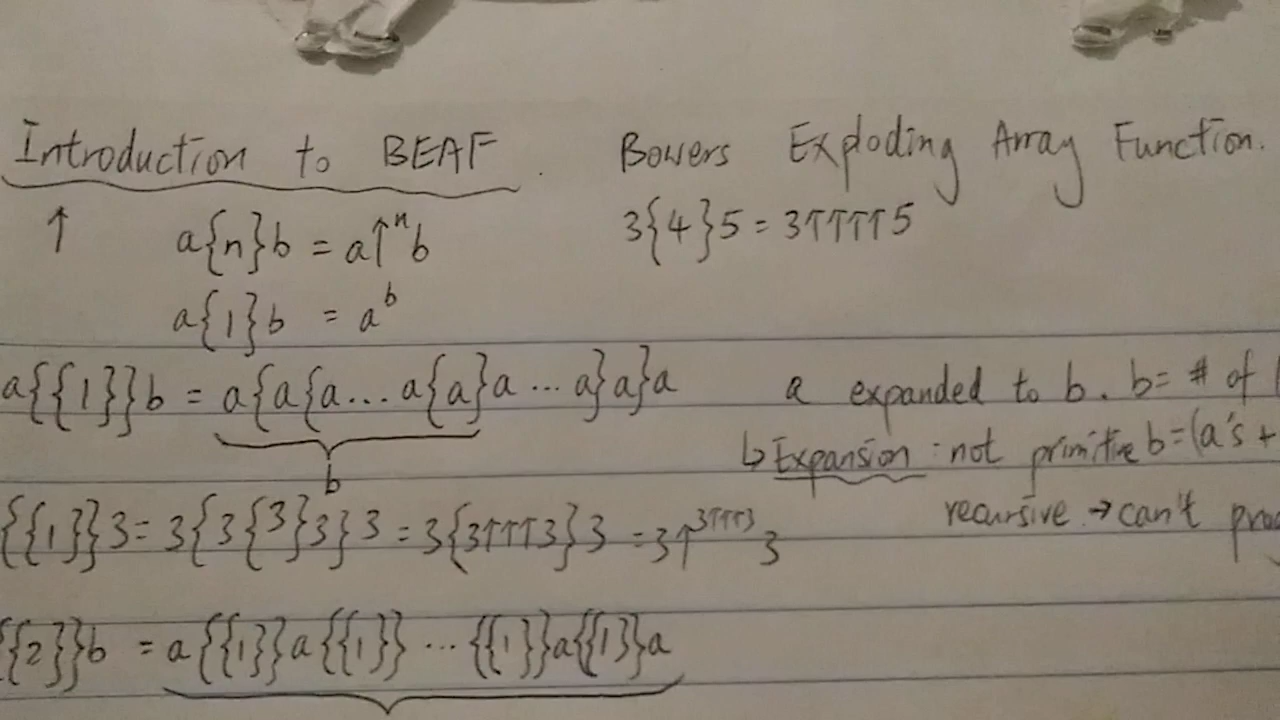 Introduction to BEAF. Bowers Exploding Array Function.
↑ a{n}b = a↑ⁿb 3{4}5 = 3↑↑↑↑5
a{1}b = aᵇ
a{{1}}b = a{a{a...a{a}a...a}a}a a expanded to b. b = # of
b ↳ Expansion : not primitive b = (a's +
{{1}}3 = 3{3{3}3}3 = 3{3↑↑↑3}3 = 3↑^3↑↑↑3 3 recursive → can't
{{2}}b = a{{1}}a{{1}} ... {{1}}a{{1}}a